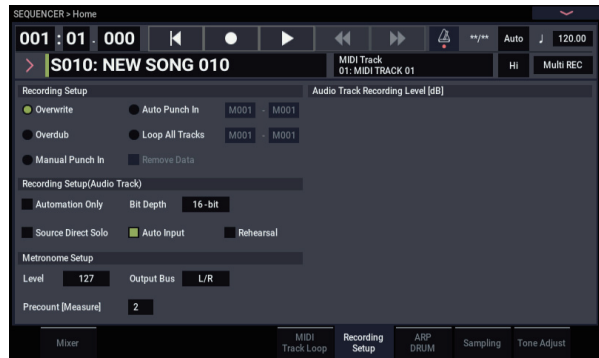 SEQUENCER > Home
001 : 01 . 000 **/** Auto ♩ 120.00
> S010: NEW SONG 010
MIDI Track
01: MIDI TRACK 01
Hi Multi REC
Recording Setup
Overwrite Auto Punch In M001 - M001
Overdub Loop All Tracks M001 - M001
Manual Punch In Remove Data
Recording Setup(Audio Track)
Automation Only Bit Depth 16-bit
Source Direct Solo Auto Input Rehearsal
Metronome Setup
Level 127 Output Bus L/R
Precount [Measure] 2
Audio Track Recording Level [dB]
Mixer
MIDI
Track Loop
Recording
Setup
ARP
DRUM
Sampling
Tone Adjust